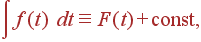 ∫f(t) dt ≡ F(t)+const,